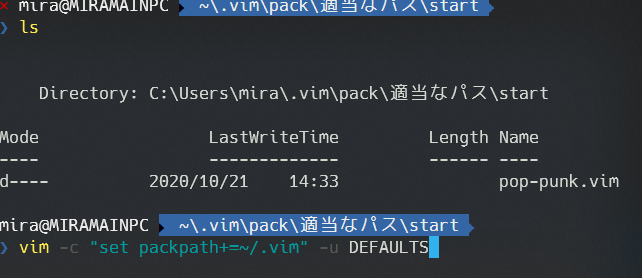 × mira@MIRAMAINPC ~\.vim\pack\適当なパス\start
❯ ls
Directory: C:\Users\mira\.vim\pack\適当なパス\start
Mode LastWriteTime Length Name
---- ------------- ------ ----
d---- 2020/10/21 14:33 pop-punk.vim
mira@MIRAMAINPC ~\.vim\pack\適当なパス\start
❯ vim -c "set packpath+=~/.vim" -u DEFAULTS